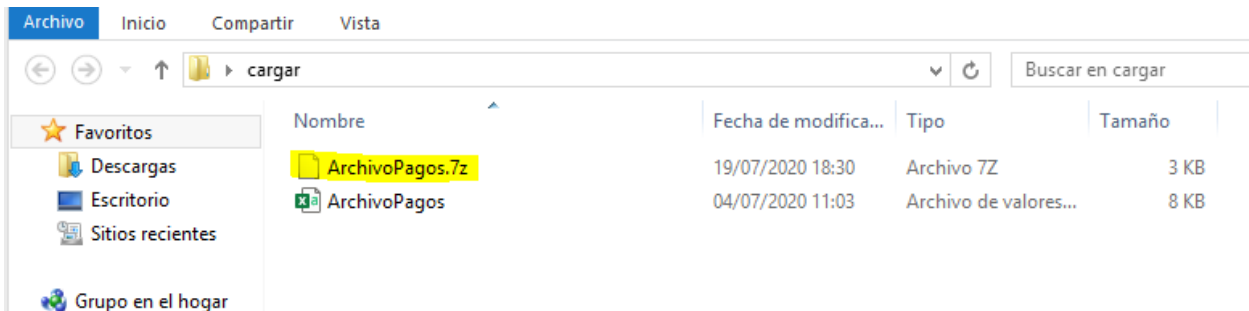 Archivo Inicio Compartir Vista
cargar Buscar en cargar
Favoritos
Descargas
Escritorio
Sitios recientes
Grupo en el hogar
Nombre Fecha de modifica... Tipo Tamaño
ArchivoPagos.7z 19/07/2020 18:30 Archivo 7Z 3 KB
ArchivoPagos 04/07/2020 11:03 Archivo de valores... 8 KB